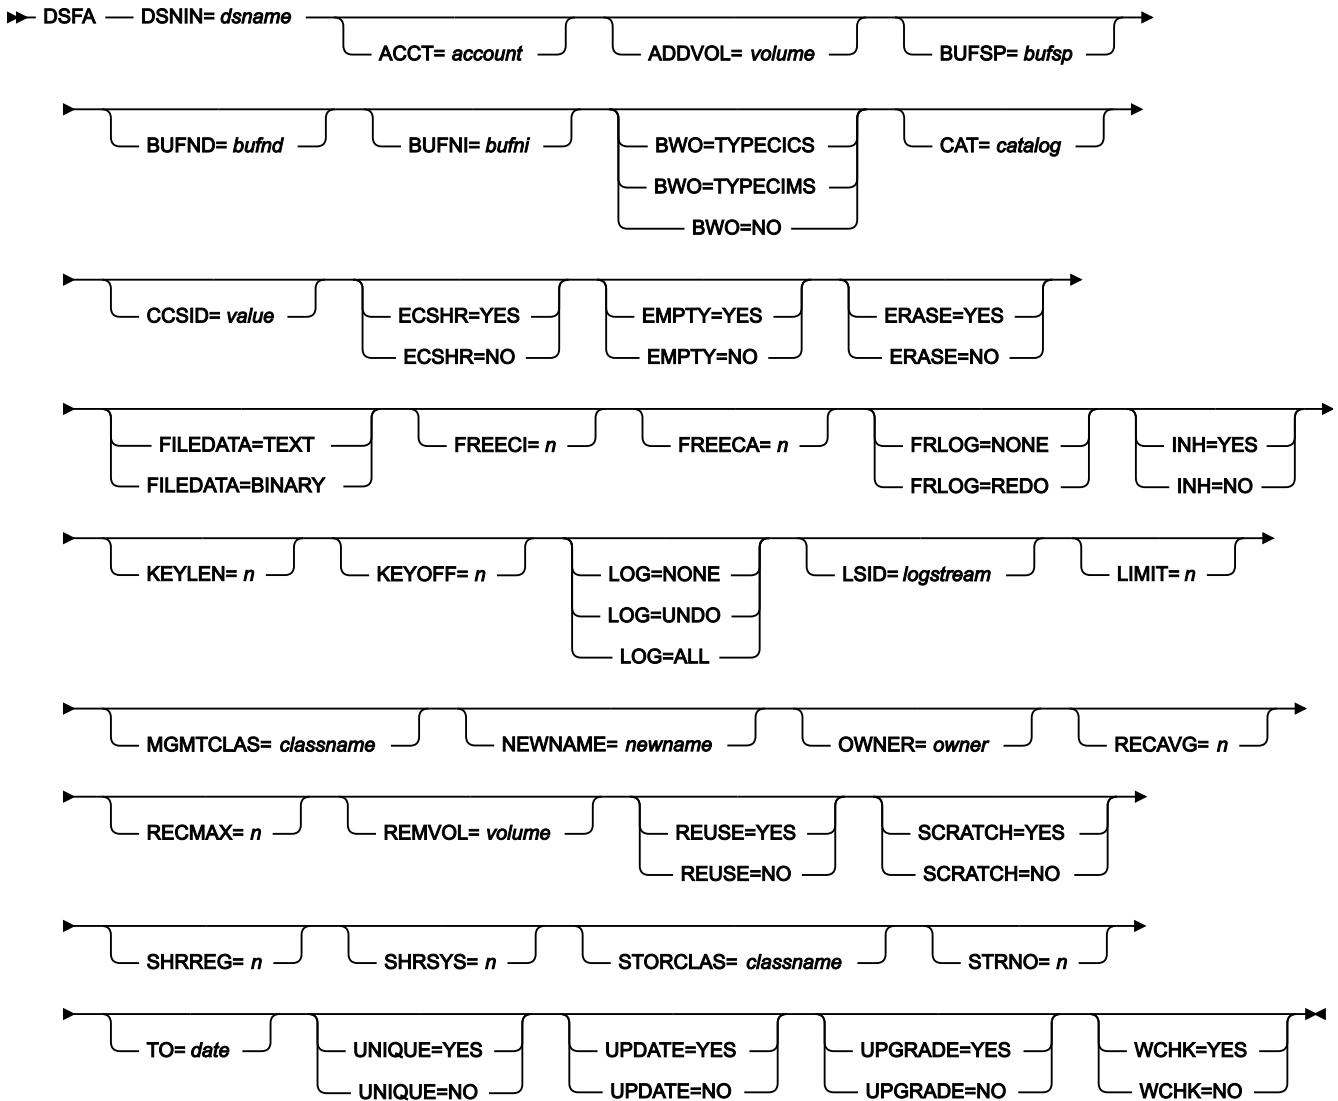 DSFA DSNIN= dsname
ACCT= account ADDVOL= volume BUFSP= bufsp
BUFND= bufnd BUFNI= bufni BWO=TYPECICS CAT= catalog
BWO=TYPECIMS
BWO=NO
CCSID= value ECSHR=YES EMPTY=YES ERASE=YES
ECSHR=NO EMPTY=NO ERASE=NO
FILEDATA=TEXT FREECI= n FREECA= n FRLOG=NONE INH=YES
FILEDATA=BINARY FRLOG=REDO INH=NO
KEYLEN= n KEYOFF= n LOG=NONE LSID= logstream LIMIT= n
LOG=UNDO
LOG=ALL
MGMTCLAS= classname NEWNAME= newname OWNER= owner RECAVG= n
RECMAX= n REMVOL= volume REUSE=YES SCRATCH=YES
REUSE=NO SCRATCH=NO
SHRREG= n SHRSYS= n STORCLAS= classname STRNO= n
TO= date UNIQUE=YES UPDATE=YES UPGRADE=YES WCHK=YES
UNIQUE=NO UPDATE=NO UPGRADE=NO WCHK=NO